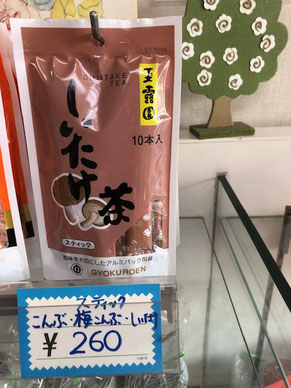 SHIITAKE
TEA
玉露園
10本入
しいたけ茶
スティック
GYOKUROEN
スティック
こんぶ・梅こんぶ・しいたけ
¥260